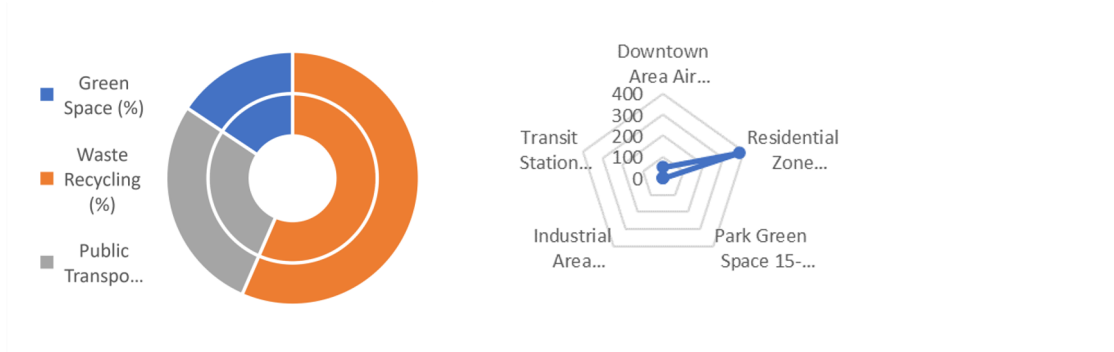 Green
Space (%)
Waste
Recycling
(%)
Public
Transpo...
Downtown
Area Air...
400
300
200
100
0
Residential
Zone...
Park Green
Space 15-...
Industrial
Area...
Transit
Station...